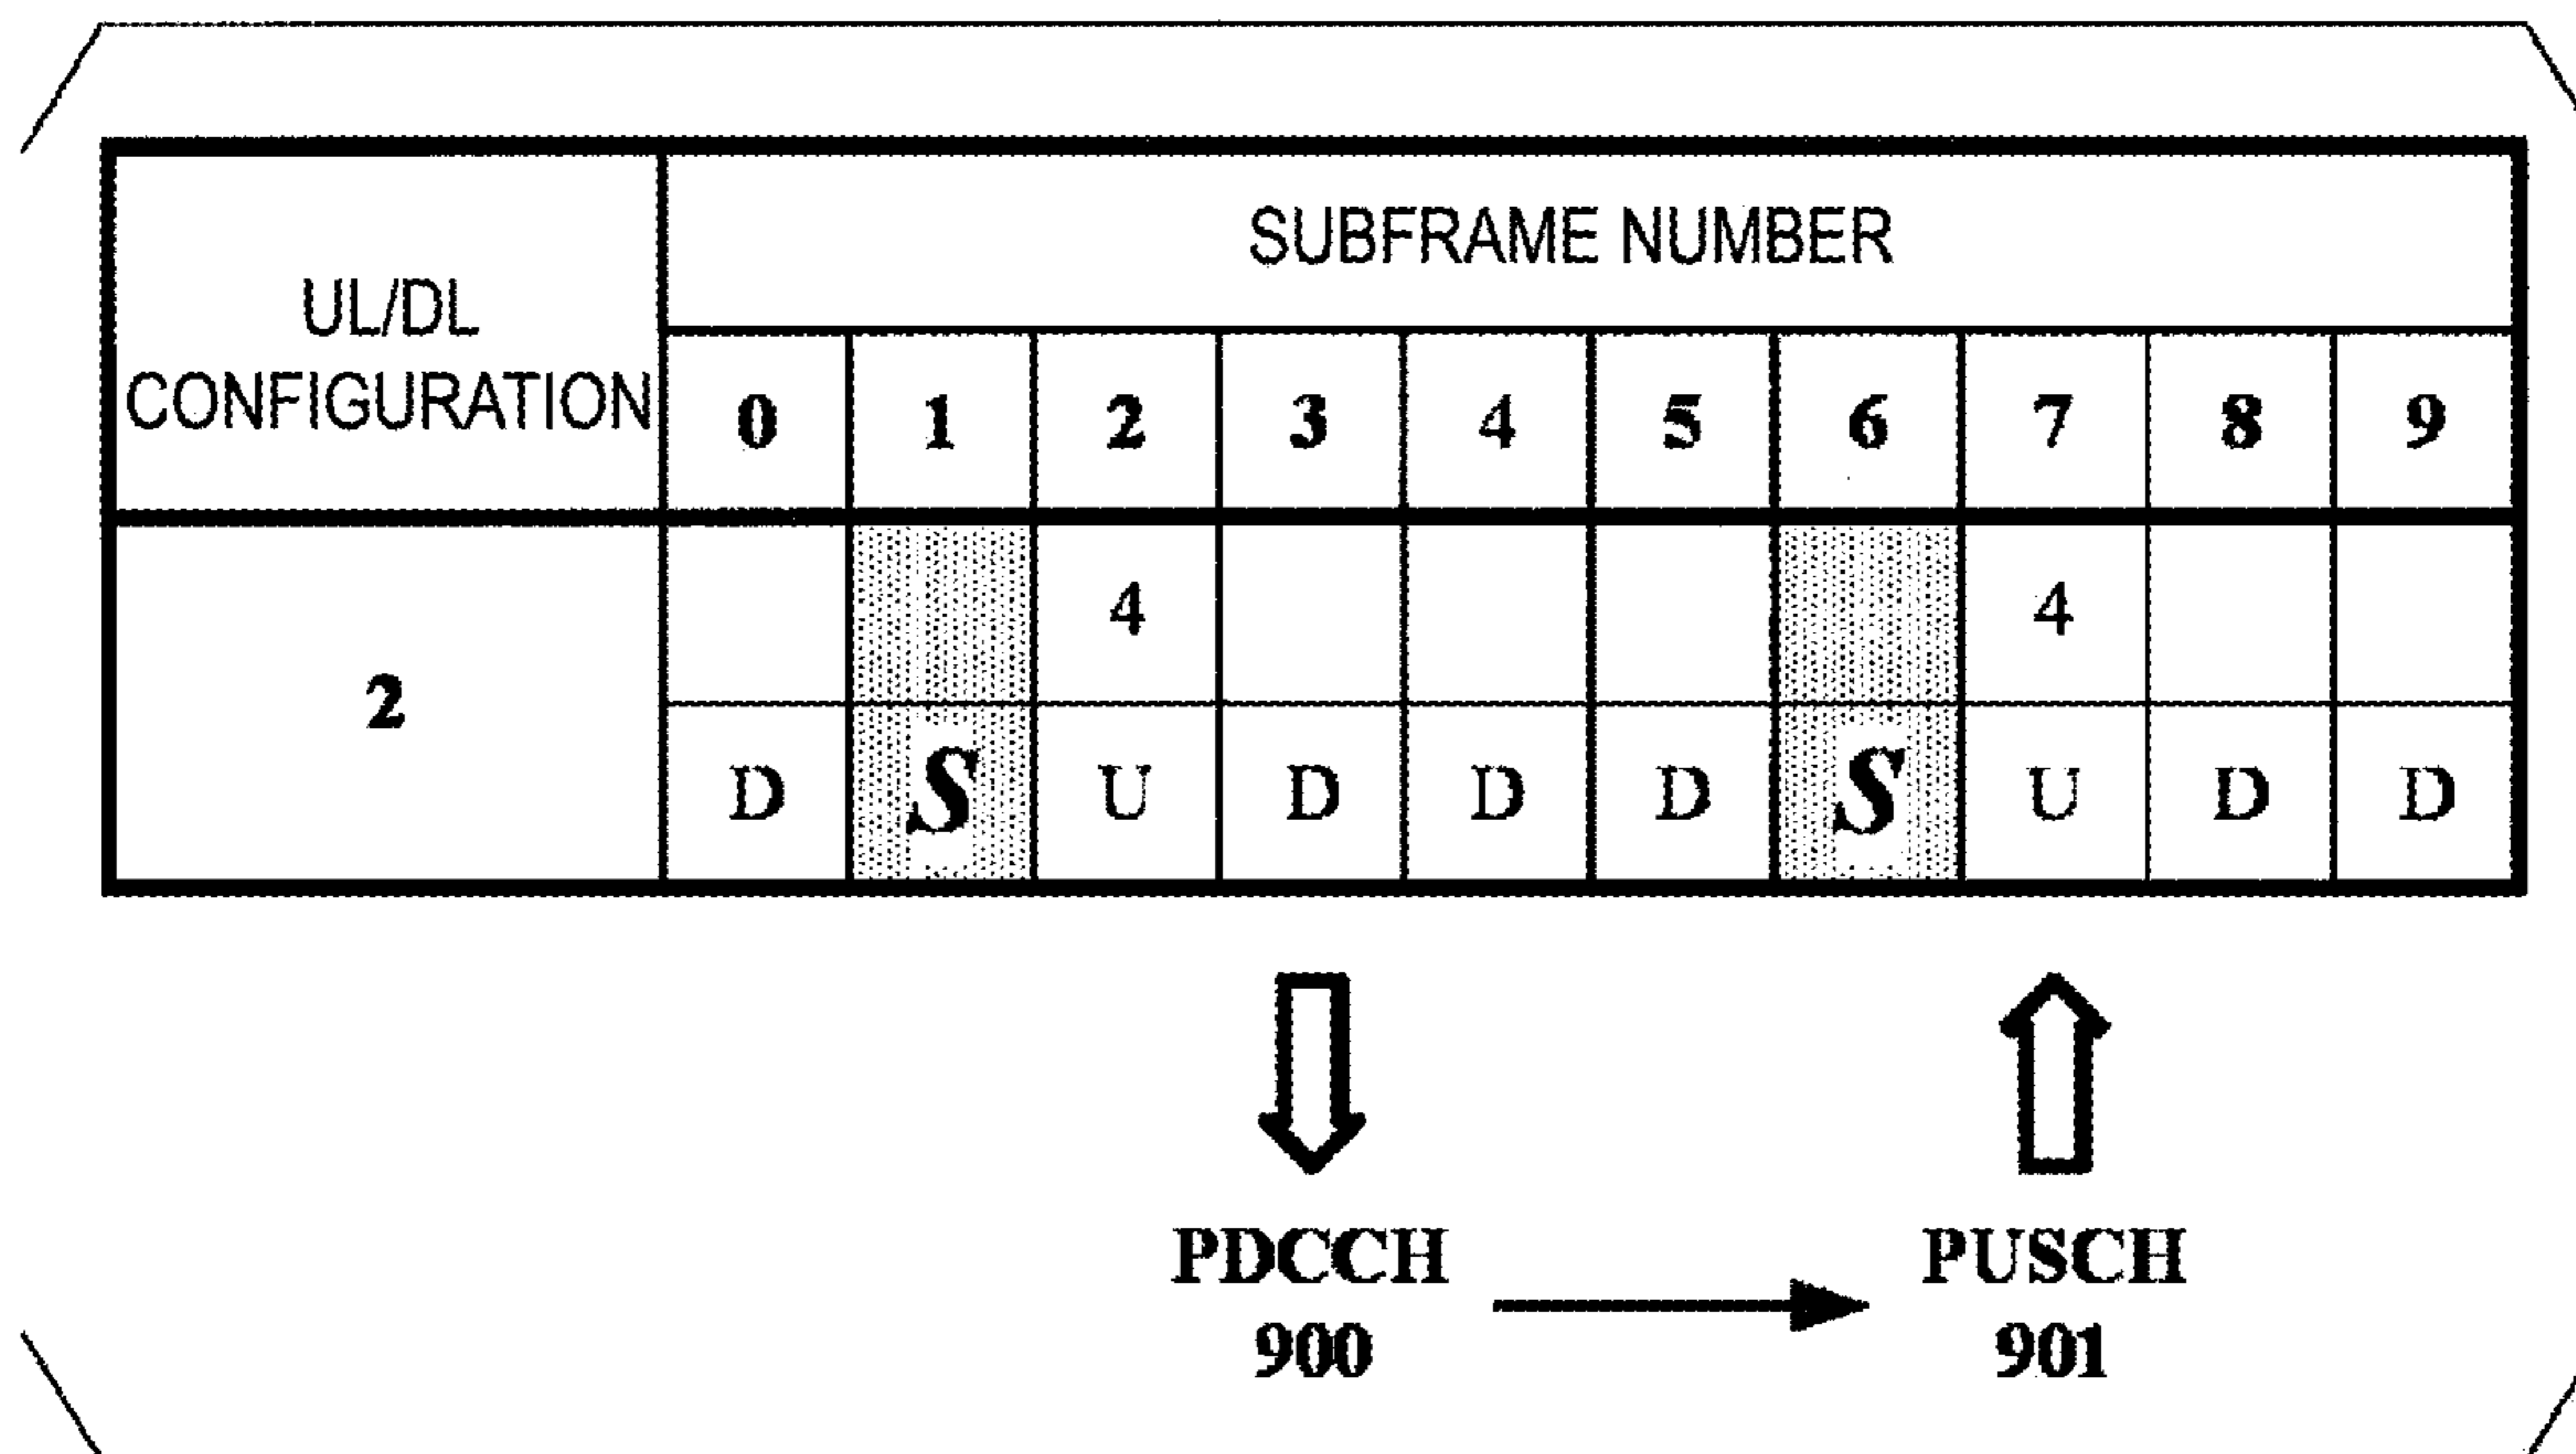 SUBFRAME NUMBER
UL/DL
CONFIGURATION
0 1 2 3 4 5 6 7 8 9
4 4
2
D S U D D D S U D D
PDCCH PUSCH
900 901